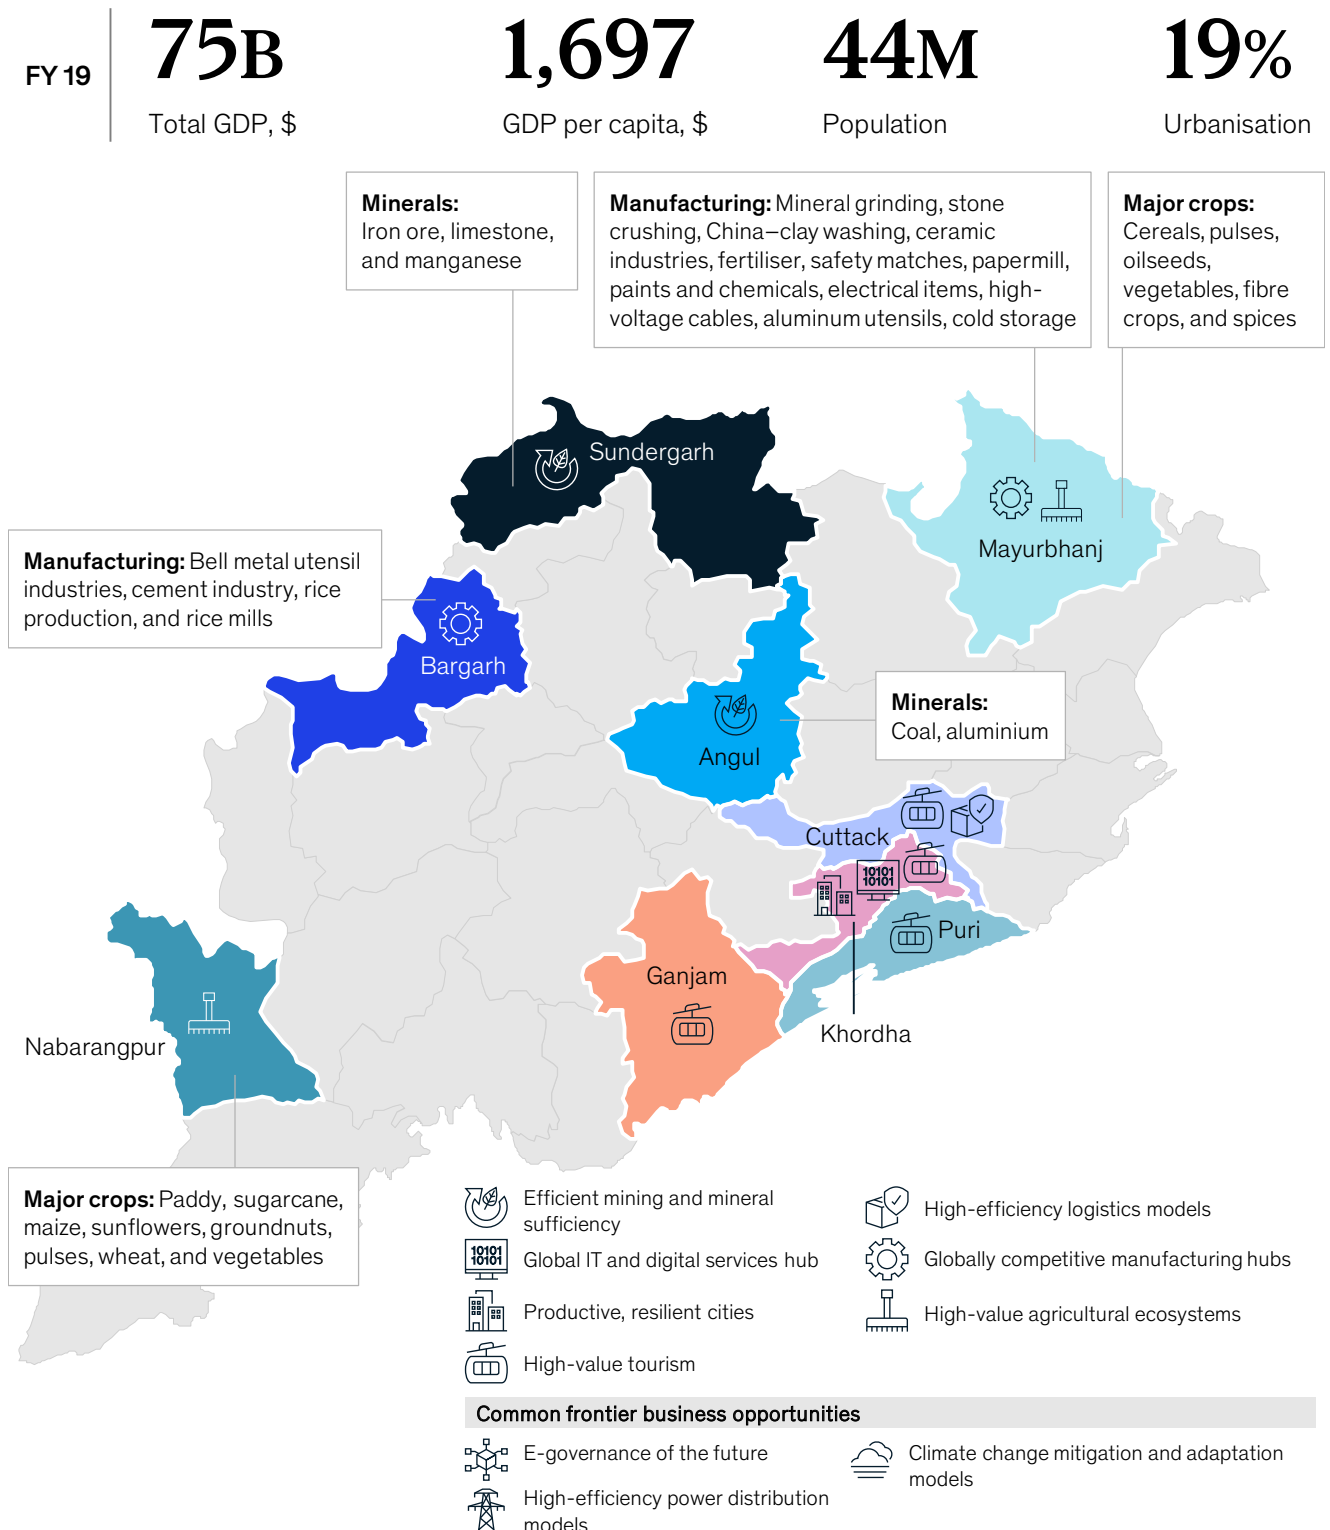 FY 19
75B
Total GDP, $
1,697
GDP per capita, $
44M
Population
19%
Urbanisation
Minerals:
Iron ore, limestone,
and manganese
Manufacturing: Mineral grinding, stone
crushing, China–clay washing, ceramic
industries, fertiliser, safety matches, papermill,
paints and chemicals, electrical items, high-
voltage cables, aluminum utensils, cold storage
Major crops:
Cereals, pulses,
oilseeds,
vegetables, fibre
crops, and spices
Sundergarh
Mayurbhanj
Manufacturing: Bell metal utensil
industries, cement industry, rice
production, and rice mills
Bargarh
Minerals:
Coal, aluminium
Angul
Cuttack
10101
10101
Puri
Ganjam
Khordha
Nabarangpur
Major crops: Paddy, sugarcane,
maize, sunflowers, groundnuts,
pulses, wheat, and vegetables
Efficient mining and mineral
sufficiency
10101
10101
Global IT and digital services hub
Productive, resilient cities
High-value tourism
High-efficiency logistics models
Globally competitive manufacturing hubs
High-value agricultural ecosystems
Common frontier business opportunities
E-governance of the future
High-efficiency power distribution
models
Climate change mitigation and adaptation
models